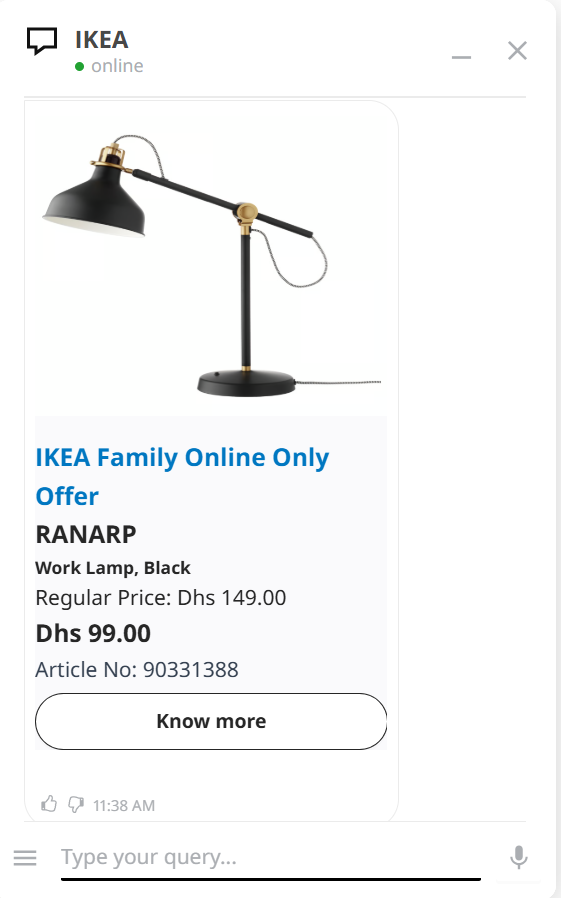 IKEA
online
IKEA Family Online Only
Offer
RANARP
Work Lamp, Black
Regular Price: Dhs 149.00
Dhs 99.00
Article No: 90331388
Know more
11:38 AM
Type your query...